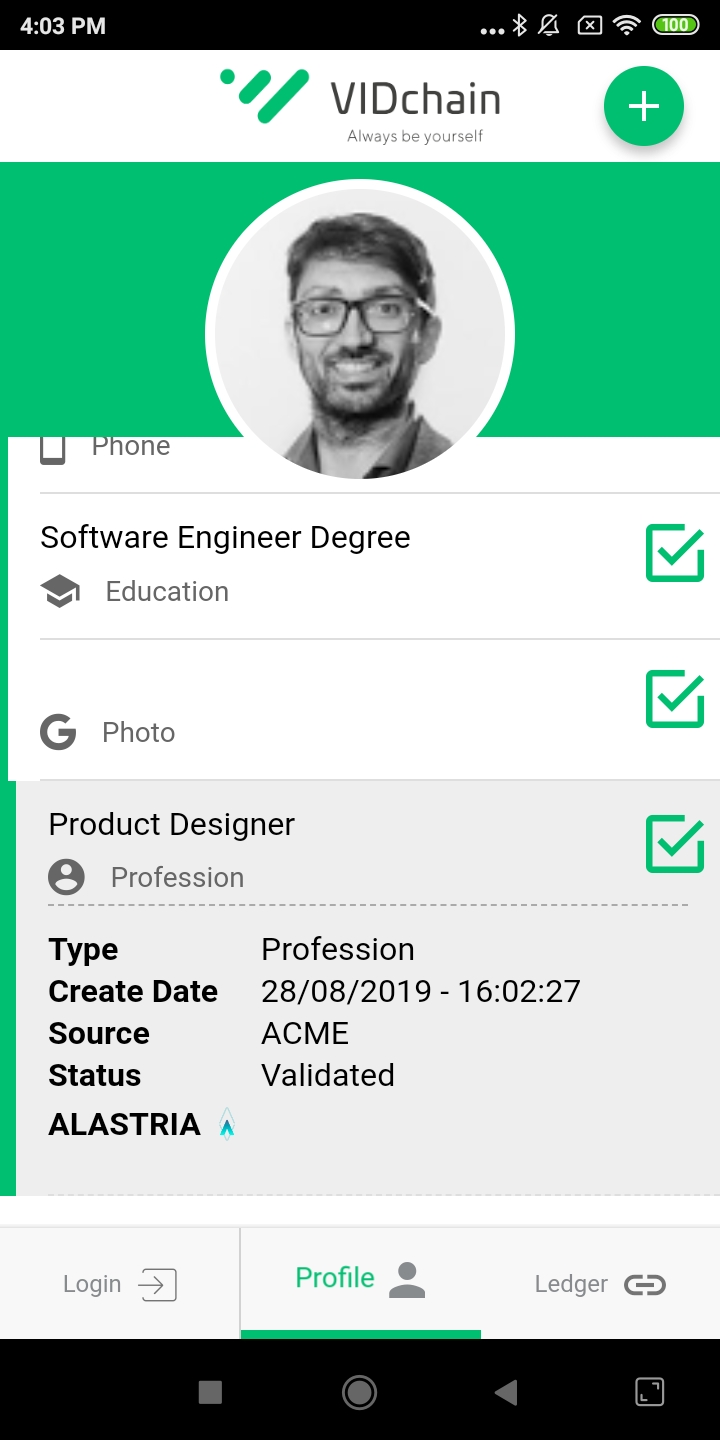 4:03 PM
100
VIDchain
Always be yourself
Phone
Software Engineer Degree
Education
Photo
Product Designer
Profession
Type Profession
Create Date 28/08/2019 - 16:02:27
Source ACME
Status Validated
ALASTRIA
Login Profile Ledger